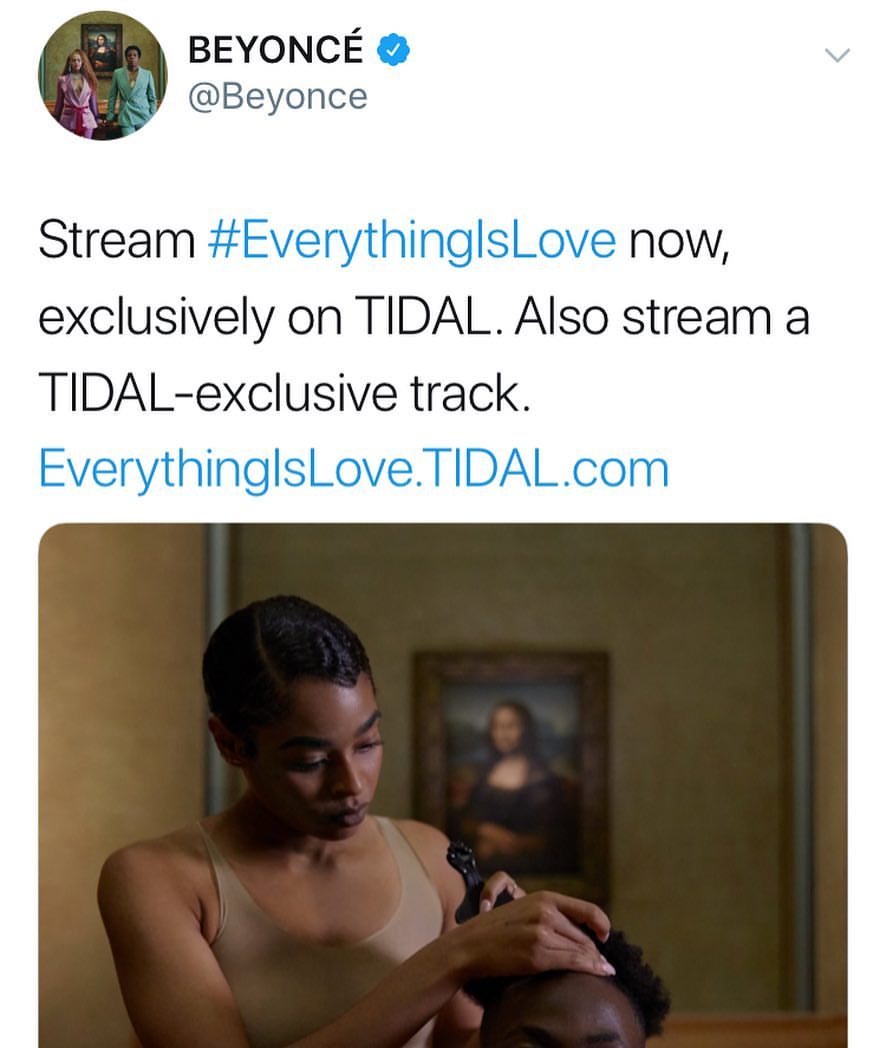 BEYONCÉ
@Beyonce
Stream #EverythingIsLove now,
exclusively on TIDAL. Also stream a
TIDAL-exclusive track.
EverythingIsLove.TIDAL.com